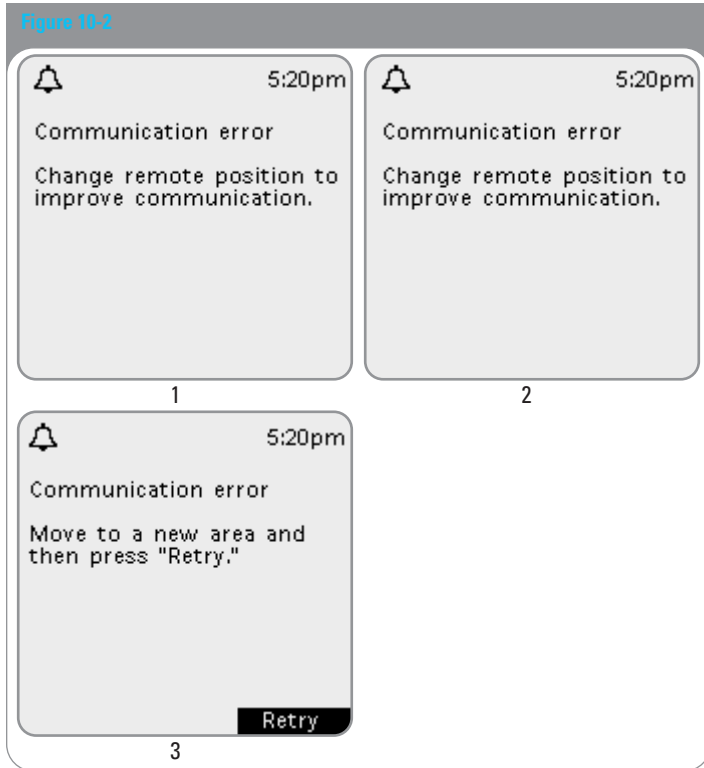 Figure 10-2
5:20pm
Communication error
Change remote position to
improve communication.
1
5:20pm
Communication error
Change remote position to
improve communication.
2
5:20pm
Communication error
Move to a new area and
then press "Retry."
Retry
3